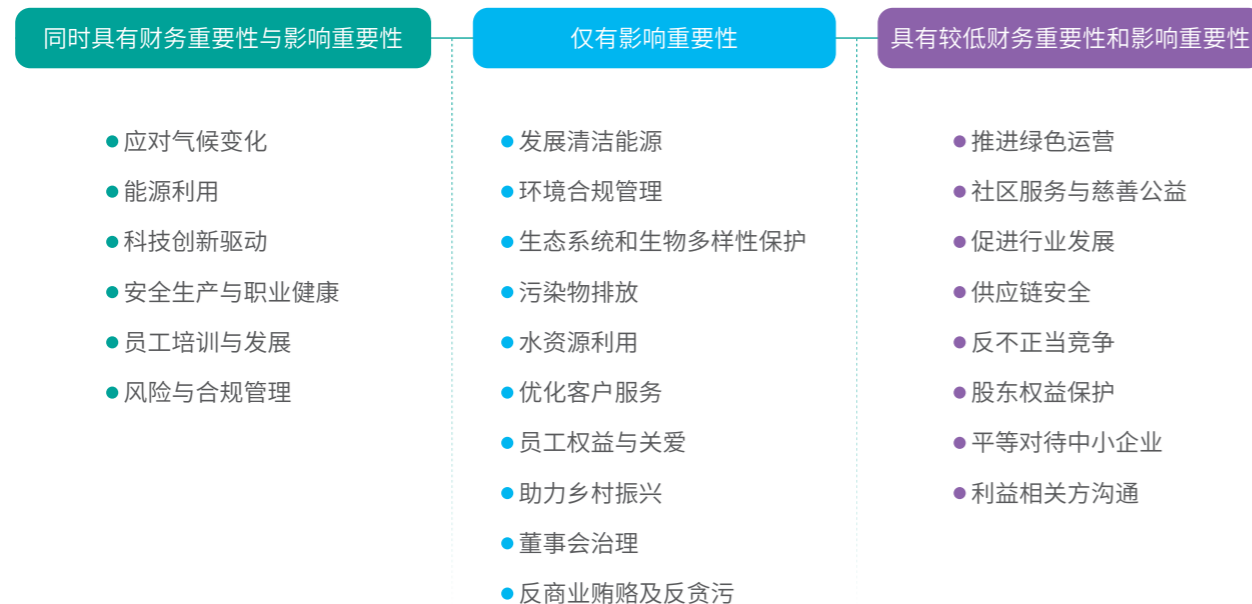 同时具有财务重要性与影响重要性
应对气候变化
能源利用
科技创新驱动
安全生产与职业健康
员工培训与发展
风险与合规管理
仅有影响重要性
发展清洁能源
环境合规管理
生态系统和生物多样性保护
污染物排放
水资源利用
优化客户服务
员工权益与关爱
助力乡村振兴
董事会治理
反商业贿赂及反贪污
具有较低财务重要性和影响重要性
推进绿色运营
社区服务与慈善公益
促进行业发展
供应链安全
反不正当竞争
股东权益保护
平等对待中小企业
利益相关方沟通